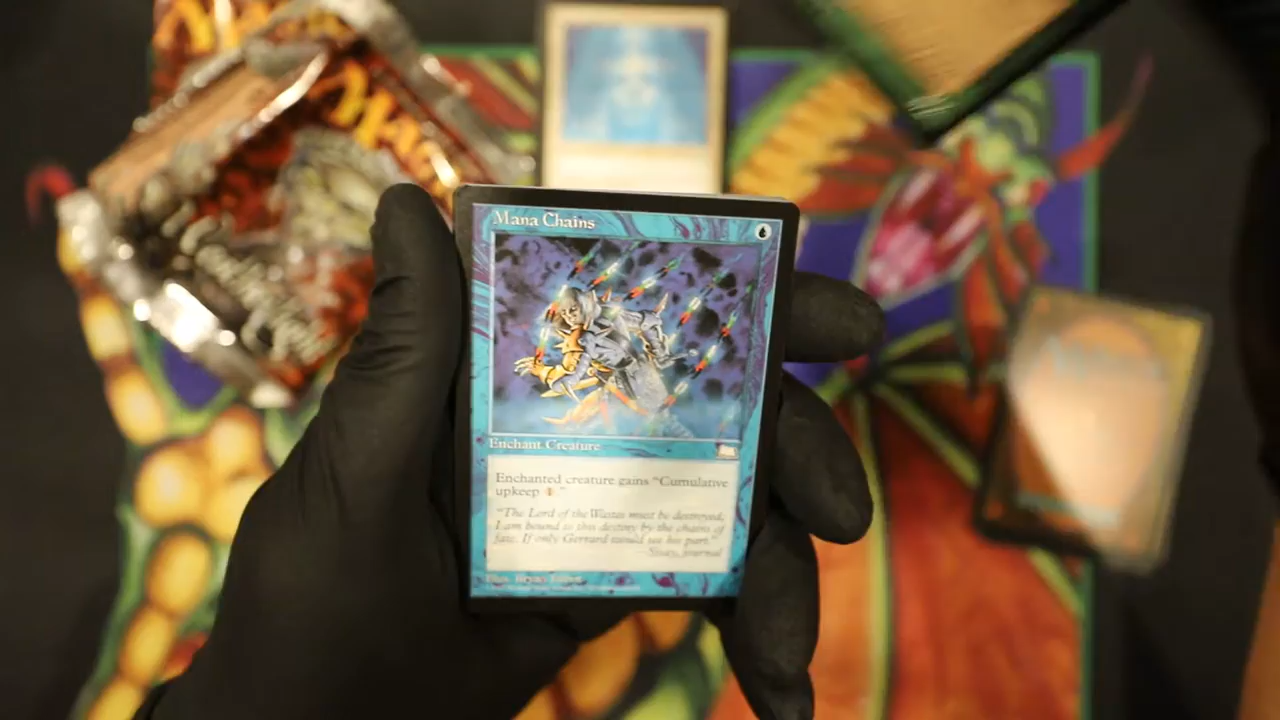 Mana Chains
Enchant Creature
Enchanted creature gains "Cumulative
upkeep 1 "
"The Lord of the Wastes must be destroyed,
I am bound to this destiny by the chains of
fate. If only Gerrard would see his part."
—Sisay, journal
Illus. Bryan